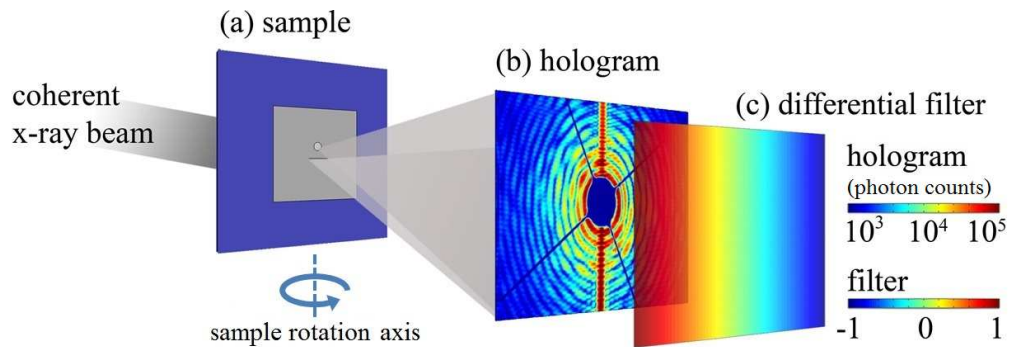 (a) sample
coherent
x-ray beam
sample rotation axis
(b) hologram
(c) differential filter
hologram
(photon counts)
10³ 10⁴ 10⁵
filter
-1 0 1